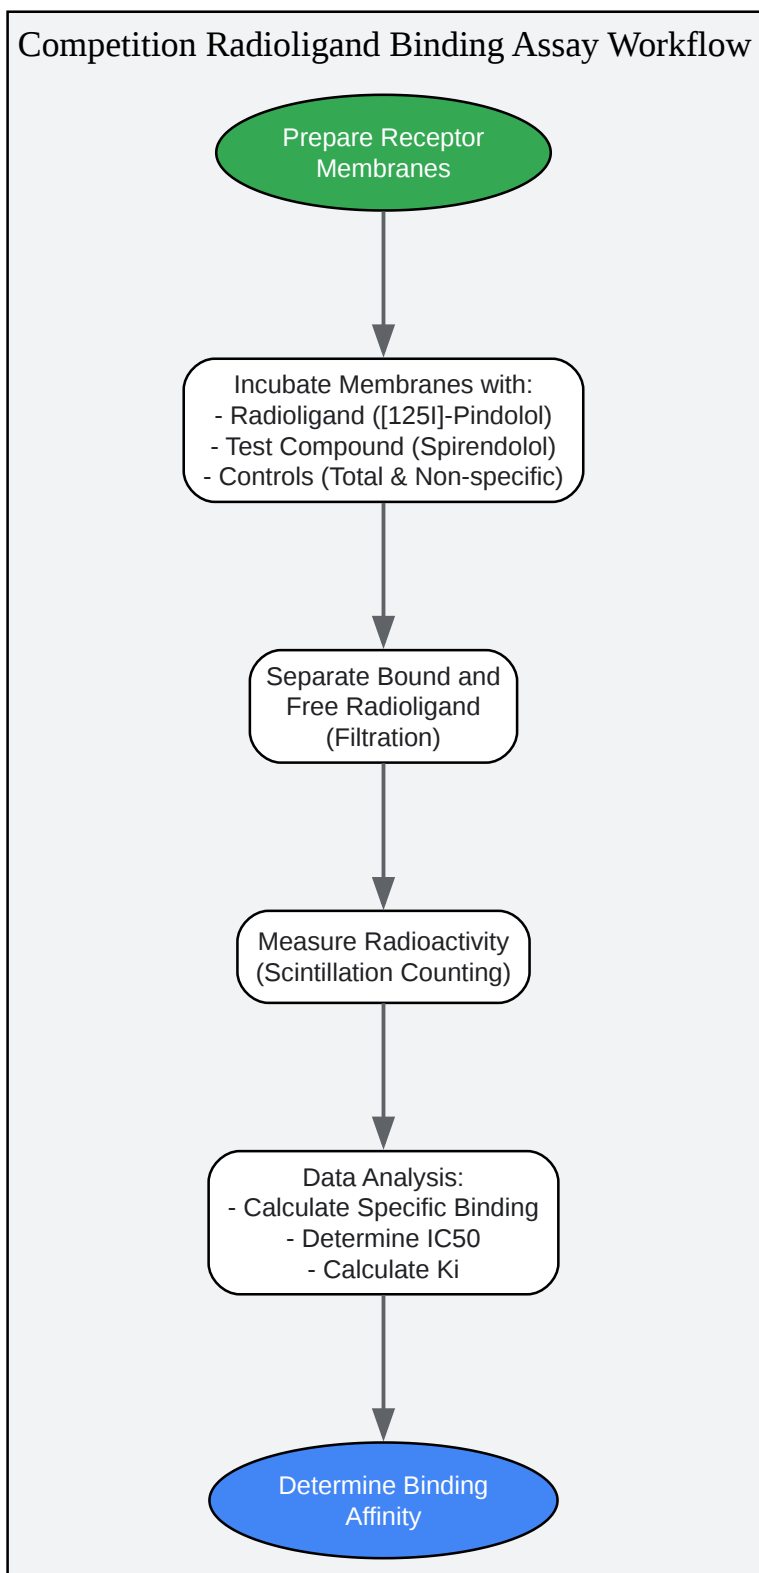 Competition Radioligand Binding Assay Workflow
Prepare Receptor
Membranes
Incubate Membranes with:
- Radioligand ([125I]-Pindolol)
- Test Compound (Spirendolol)
- Controls (Total & Non-specific)
Separate Bound and
Free Radioligand
(Filtration)
Measure Radioactivity
(Scintillation Counting)
Data Analysis:
- Calculate Specific Binding
- Determine IC50
- Calculate Ki
Determine Binding
Affinity